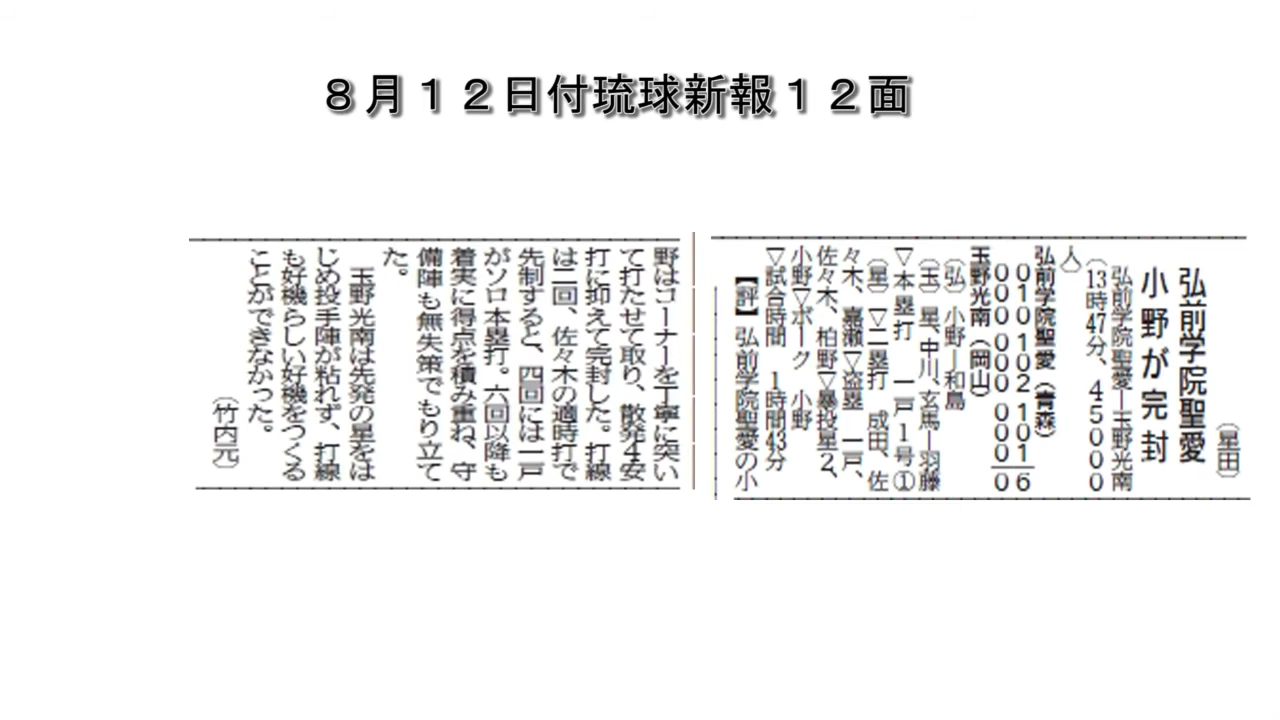 ８月１２日付琉球新報１２面
（星田）
弘前学院聖愛
小野が完封
弘前学院聖愛―玉野光南
（13時47分、４５０００
人）
弘前学院聖愛（青森）
０１０１０２１０１６
００００００００００
玉野光南（岡山）
（弘）小野―和島
（玉）星、中川、玄馬―羽藤
▽本塁打　一戸１号①
（星）▽二塁打　成田、佐
々木、嘉瀬▽盗塁　一戸、
佐々木、柏野▽暴投星２、
小野▽ボーク　小野
▽試合時間　１時間43分
【評】弘前学院聖愛の小
野はコーナーを丁寧に突い
て打たせて取り、散発４安
打に抑えて完封した。打線
は二回、佐々木の適時打で
先制すると、四回には一戸
がソロ本塁打。六回以降も
着実に得点を積み重ね、守
備陣も無失策でもり立て
た。
玉野光南は先発の星をは
じめ投手陣が粘れず、打線
も好機らしい好機をつくる
ことができなかった。
（竹内元）